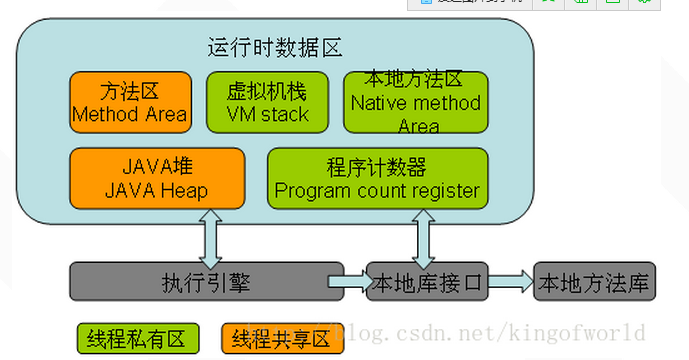 运行时数据区
方法区
Method Area
虚拟机栈
VM stack
本地方法区
Native method
Area
JAVA堆
JAVA Heap
程序计数器
Program count register
执行引擎
本地库接口
本地方法库
线程私有区
线程共享区
blog.csdn.net/kingofworld